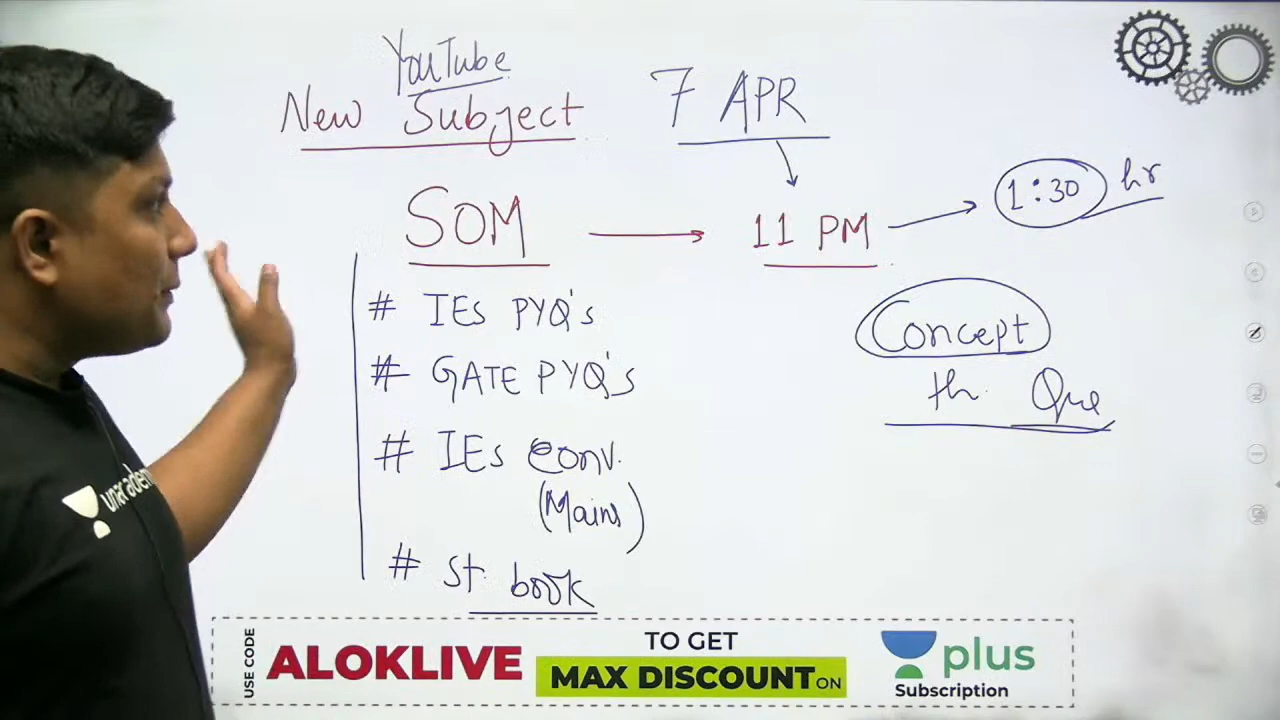 YouTube
New Subject 7 APR
SOM → 11 PM → 1:30 hr
# IES PYQ's
Concept
# GATE PYQ's
th. Que
# IES Conv.
(Mains)
# St. book
unacademy
USE CODE
ALOKLIVE
TO GET
MAX DISCOUNT ON
plus
Subscription